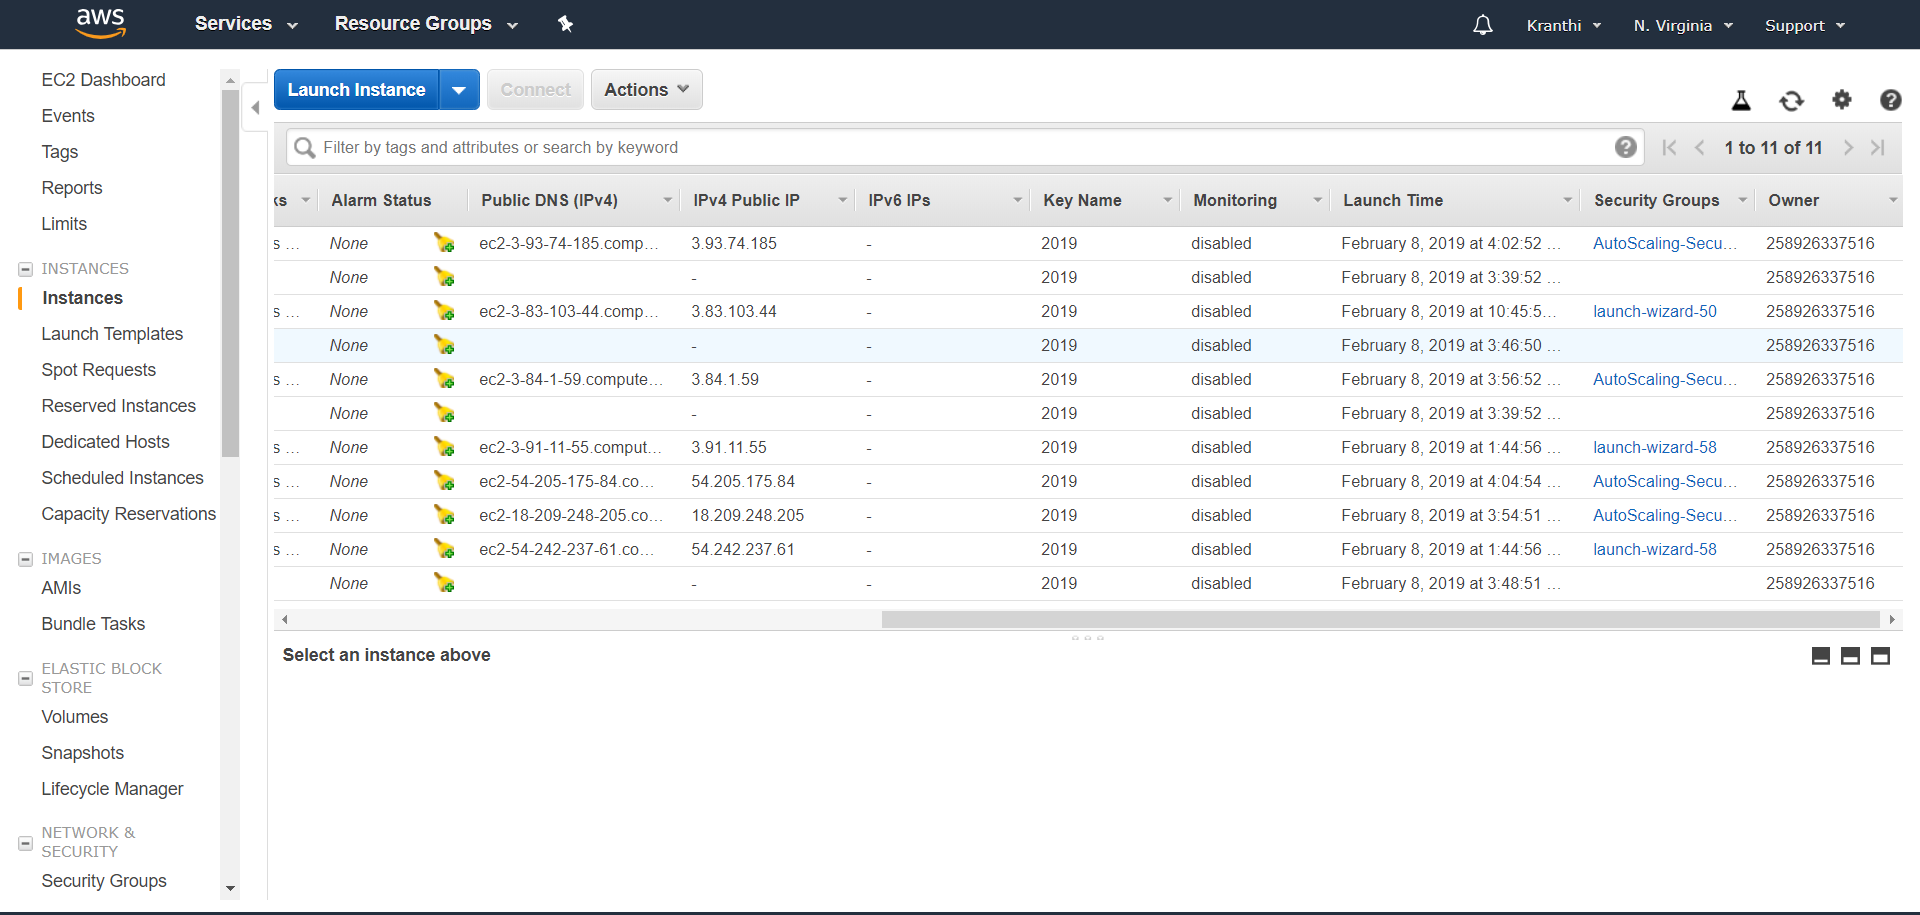 aws Services Resource Groups Kranthi N. Virginia Support
EC2 Dashboard
Events
Tags
Reports
Limits
INSTANCES
Instances
Launch Templates
Spot Requests
Reserved Instances
Dedicated Hosts
Scheduled Instances
Capacity Reservations
IMAGES
AMIs
Bundle Tasks
ELASTIC BLOCK
STORE
Volumes
Snapshots
Lifecycle Manager
NETWORK &
SECURITY
Security Groups
Launch Instance Connect Actions
Filter by tags and attributes or search by keyword 1 to 11 of 11
ks Alarm Status Public DNS (IPv4) IPv4 Public IP IPv6 IPs Key Name Monitoring Launch Time Security Groups Owner
s ... None ec2-3-93-74-185.comp... 3.93.74.185 - 2019 disabled February 8, 2019 at 4:02:52 ... AutoScaling-Secu... 258926337516
None - - 2019 disabled February 8, 2019 at 3:39:52 ... 258926337516
s ... None ec2-3-83-103-44.comp... 3.83.103.44 - 2019 disabled February 8, 2019 at 10:45:5... launch-wizard-50 258926337516
None - - 2019 disabled February 8, 2019 at 3:46:50 ... 258926337516
s ... None ec2-3-84-1-59.compute... 3.84.1.59 - 2019 disabled February 8, 2019 at 3:56:52 ... AutoScaling-Secu... 258926337516
None - - 2019 disabled February 8, 2019 at 3:39:52 ... 258926337516
s ... None ec2-3-91-11-55.comput... 3.91.11.55 - 2019 disabled February 8, 2019 at 1:44:56 ... launch-wizard-58 258926337516
s ... None ec2-54-205-175-84.co... 54.205.175.84 - 2019 disabled February 8, 2019 at 4:04:54 ... AutoScaling-Secu... 258926337516
s ... None ec2-18-209-248-205.co... 18.209.248.205 - 2019 disabled February 8, 2019 at 3:54:51 ... AutoScaling-Secu... 258926337516
s ... None ec2-54-242-237-61.co... 54.242.237.61 - 2019 disabled February 8, 2019 at 1:44:56 ... launch-wizard-58 258926337516
None - - 2019 disabled February 8, 2019 at 3:48:51 ... 258926337516
Select an instance above